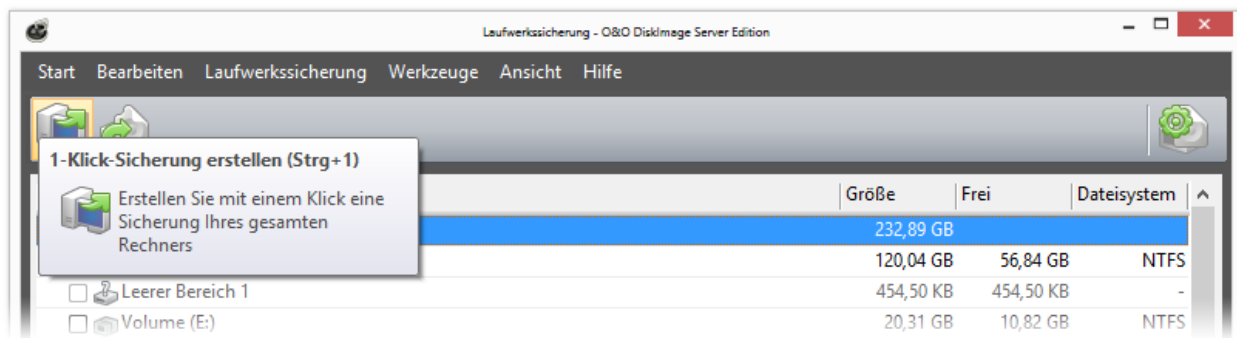 Laufwerkssicherung - O&O DiskImage Server Edition
Start Bearbeiten Laufwerkssicherung Werkzeuge Ansicht Hilfe
1-Klick-Sicherung erstellen (Strg+1)
Erstellen Sie mit einem Klick eine
Sicherung Ihres gesamten
Rechners
Größe Frei Dateisystem
232,89 GB
120,04 GB 56,84 GB NTFS
Leerer Bereich 1 454,50 KB 454,50 KB -
Volume (E:) 20,31 GB 10,82 GB NTFS